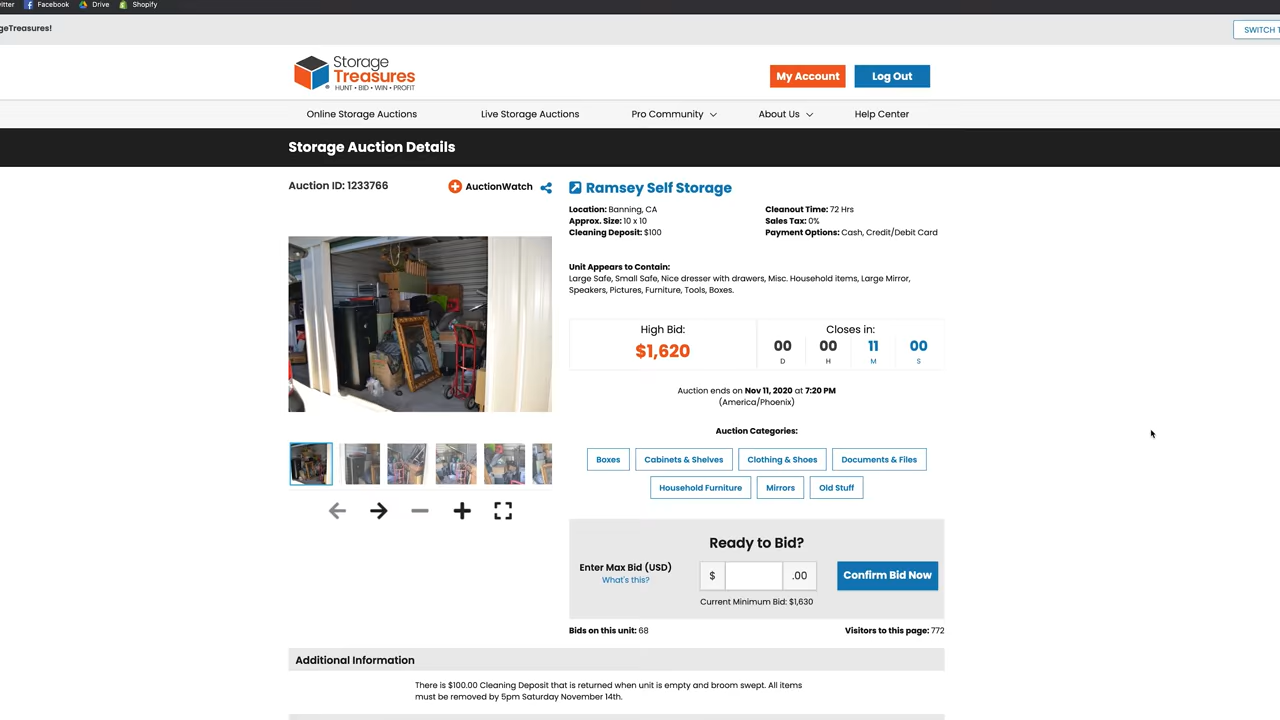 itter Facebook Drive Shopify
geTreasures!
SWITCH T
Storage
Treasures
HUNT • BID • WIN • PROFIT
My Account Log Out
Online Storage Auctions Live Storage Auctions Pro Community About Us Help Center
Storage Auction Details
Auction ID: 1233766 AuctionWatch
Ramsey Self Storage
Location: Banning, CA Cleanout Time: 72 Hrs
Approx. Size: 10 x 10 Sales Tax: 0%
Cleaning Deposit: $100 Payment Options: Cash, Credit/Debit Card
Unit Appears to Contain:
Large Safe, Small Safe, Nice dresser with drawers, Misc. Household items, Large Mirror,
Speakers, Pictures, Furniture, Tools, Boxes.
High Bid: Closes in:
$1,620 00 00 11 00
D H M S
Auction ends on Nov 11, 2020 at 7:20 PM
(America/Phoenix)
Auction Categories:
Boxes Cabinets & Shelves Clothing & Shoes Documents & Files
Household Furniture Mirrors Old Stuff
Ready to Bid?
Enter Max Bid (USD) $ .00 Confirm Bid Now
What's this?
Current Minimum Bid: $1,630
Bids on this unit: 68 Visitors to this page: 772
Additional Information
There is $100.00 Cleaning Deposit that is returned when unit is empty and broom swept. All items
must be removed by 5pm Saturday November 14th.